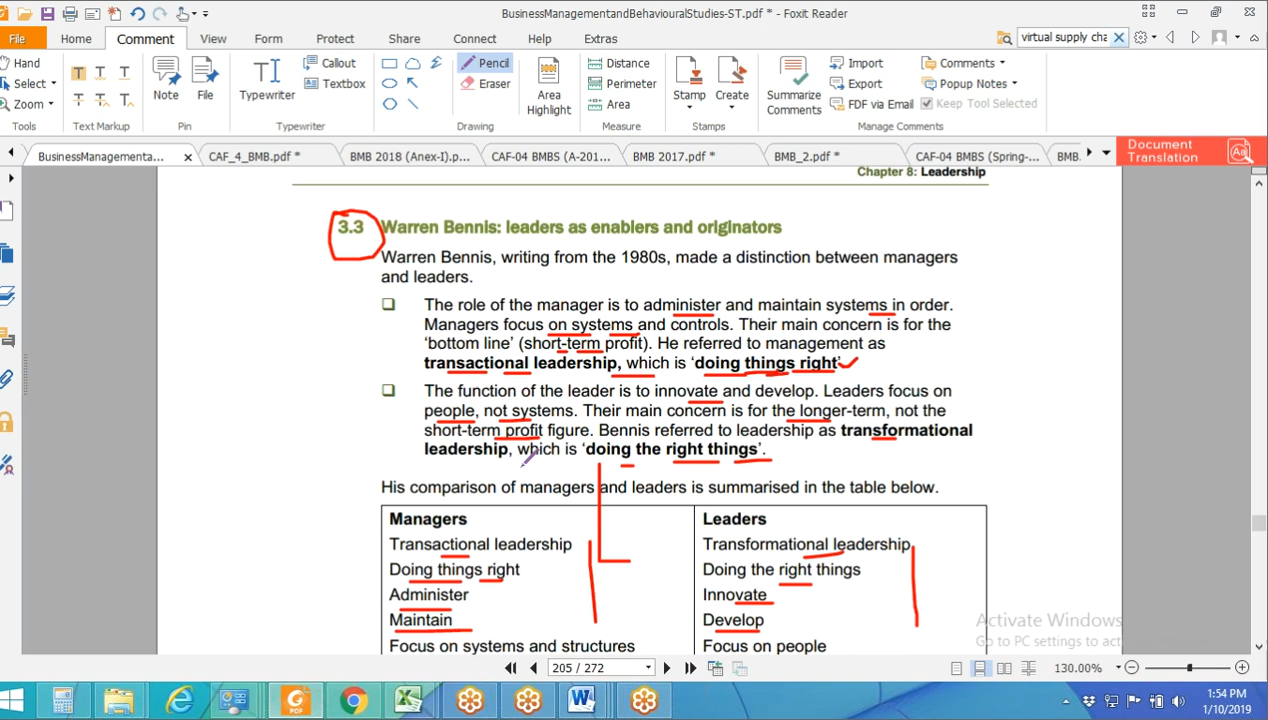 BusinessManagementandBehaviouralStudies-ST.pdf * - Foxit Reader
File Home Comment View Form Protect Share Connect Help Extras virtual supply cha
Hand Select Zoom Tools
T T T T T T Text Markup
Note File Pin
Typewriter Callout Textbox Typewriter
Pencil Eraser Area Highlight Drawing
Distance Perimeter Area Measure
Stamp Create Stamps
Summarize Comments Import Export FDF via Email Comments Popup Notes Keep Tool Selected Manage Comments
BusinessManagementa... CAF_4_BMB.pdf * BMB 2018 (Anex-I).p... CAF-04 BMBS (A-201... BMB 2017.pdf * BMB_2.pdf * CAF-04 BMBS (Spring-... BMB. Document Translation
Chapter 8: Leadership
3.3 Warren Bennis: leaders as enablers and originators
Warren Bennis, writing from the 1980s, made a distinction between managers
and leaders.
The role of the manager is to administer and maintain systems in order.
Managers focus on systems and controls. Their main concern is for the
‘bottom line’ (short-term profit). He referred to management as
transactional leadership, which is ‘doing things right’
The function of the leader is to innovate and develop. Leaders focus on
people, not systems. Their main concern is for the longer-term, not the
short-term profit figure. Bennis referred to leadership as transformational
leadership, which is ‘doing the right things’.
His comparison of managers and leaders is summarised in the table below.
Managers Leaders
Transactional leadership Transformational leadership
Doing things right Doing the right things
Administer Innovate
Maintain Develop
Focus on systems and structures Focus on people
Activate Windows
Go to PC settings to act
205 / 272 130.00%
1:54 PM
1/10/2019